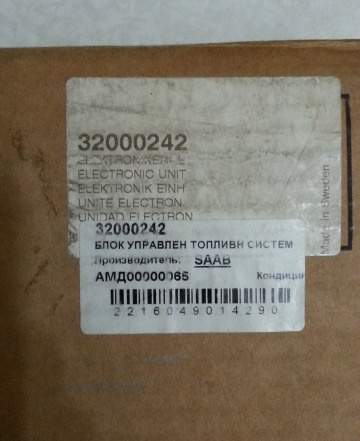 32000242
ELECTRONIC UNIT
ELEKTRONIK EINH
UNITE ELECTRON
UNIDAD ELECTRON
Made in Sweden
32000242
БЛОК УПРАВЛЕН ТОПЛИВН СИСТЕМ
Производитель: SAAB
АМД00000065 Кондици
2216049014290